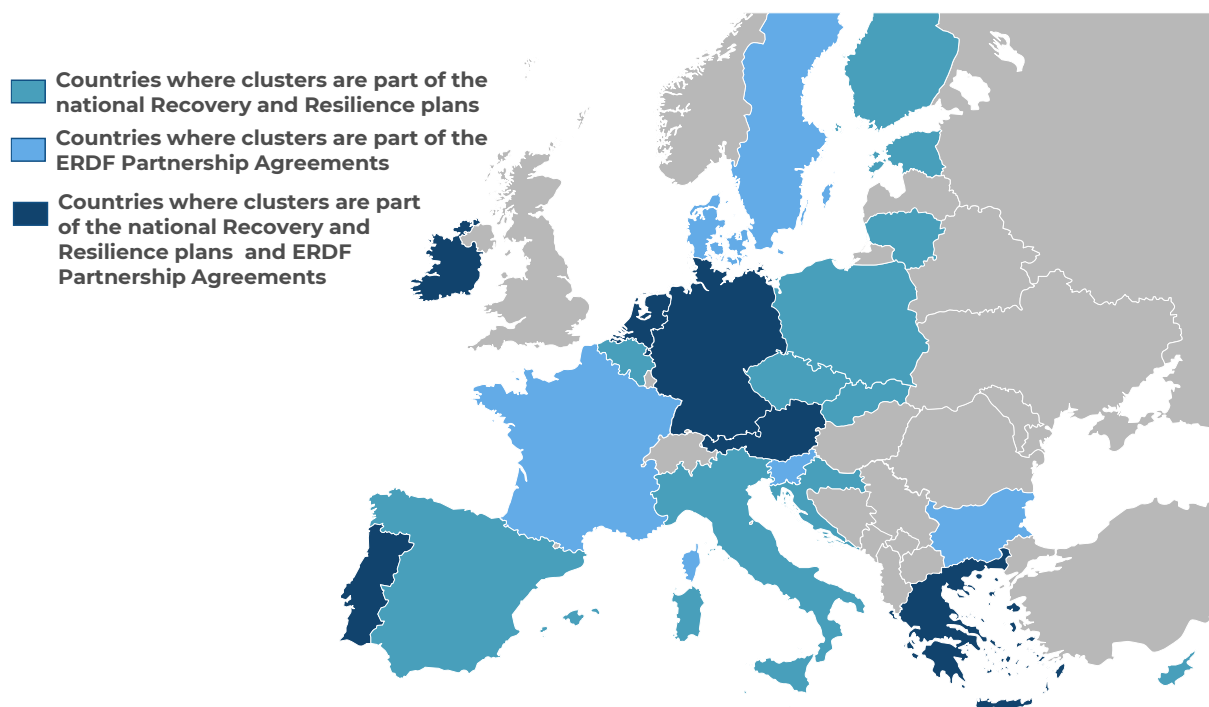 Countries where clusters are part of the
national Recovery and Resilience plans
Countries where clusters are part of the
ERDF Partnership Agreements
Countries where clusters are part
of the national Recovery and
Resilience plans and ERDF
Partnership Agreements